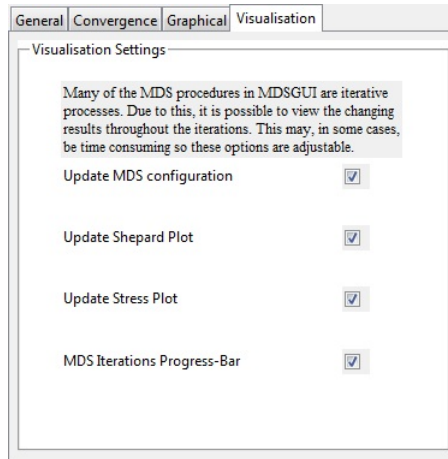 General Convergence Graphical Visualisation
Visualisation Settings
Many of the MDS procedures in MDSGUI are iterative
processes. Due to this, it is possible to view the changing
results throughout the iterations. This may, in some cases,
be time consuming so these options are adjustable.
Update MDS configuration
Update Shepard Plot
Update Stress Plot
MDS Iterations Progress-Bar